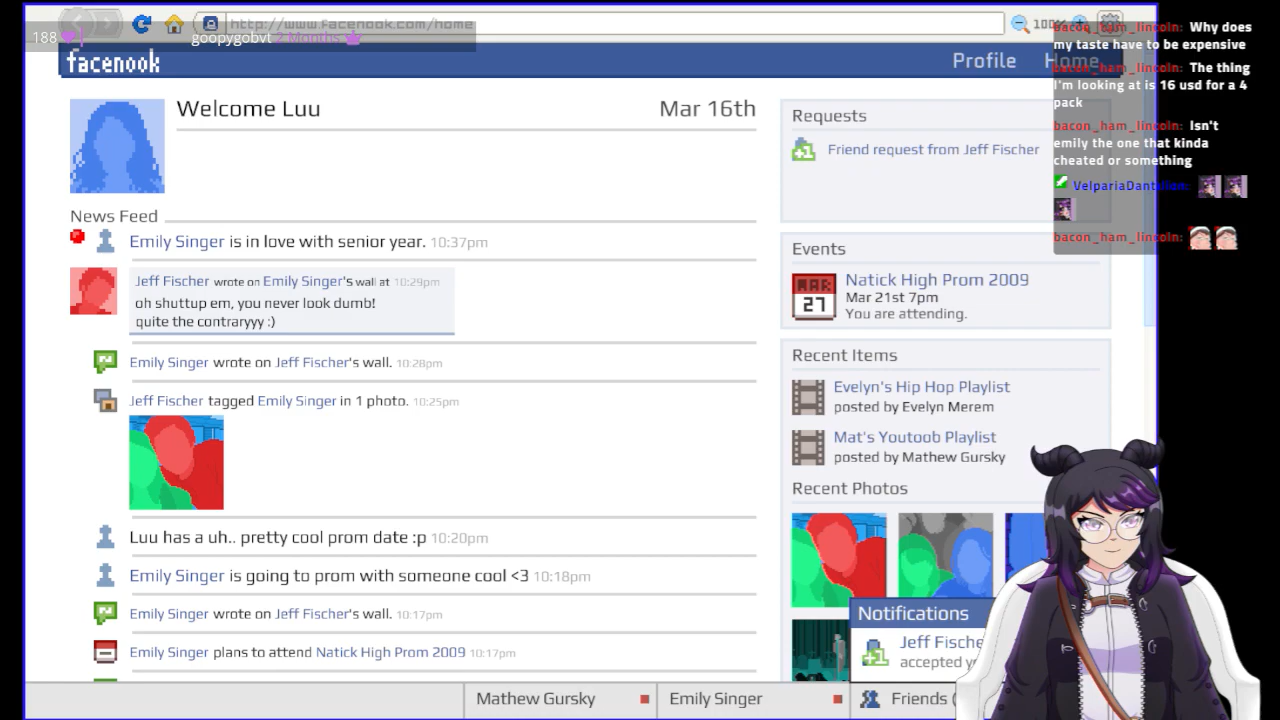 http://www.facenook.com/home
100%
188
goopygobvt 2 Months
facenook
Profile
Home
Welcome Luu
Mar 16th
News Feed
Emily Singer is in love with senior year. 10:37pm
Jeff Fischer wrote on Emily Singer's wall at 10:29pm
oh shuttup em, you never look dumb!
quite the contraryyy :)
Emily Singer wrote on Jeff Fischer's wall. 10:28pm
Jeff Fischer tagged Emily Singer in 1 photo. 10:25pm
Luu has a uh.. pretty cool prom date :p 10:20pm
Emily Singer is going to prom with someone cool <3 10:18pm
Emily Singer wrote on Jeff Fischer's wall. 10:17pm
Emily Singer plans to attend Natick High Prom 2009 10:17pm
Requests
Friend request from Jeff Fischer
Events
MAR
27
Natick High Prom 2009
Mar 21st 7pm
You are attending.
Recent Items
Evelyn's Hip Hop Playlist
posted by Evelyn Merem
Mat's Youtoob Playlist
posted by Mathew Gursky
Recent Photos
Notifications
Jeff Fische
accepted y
Mathew Gursky
Emily Singer
Friends (
bacon_ham_lincoln: Why does
my taste have to be expensive
bacon_ham_lincoln: The thing
I'm looking at is 16 usd for a 4
pack
bacon_ham_lincoln: Isn't
emily the one that kinda
cheated or something
VelpariaDantalion:
bacon_ham_lincoln: